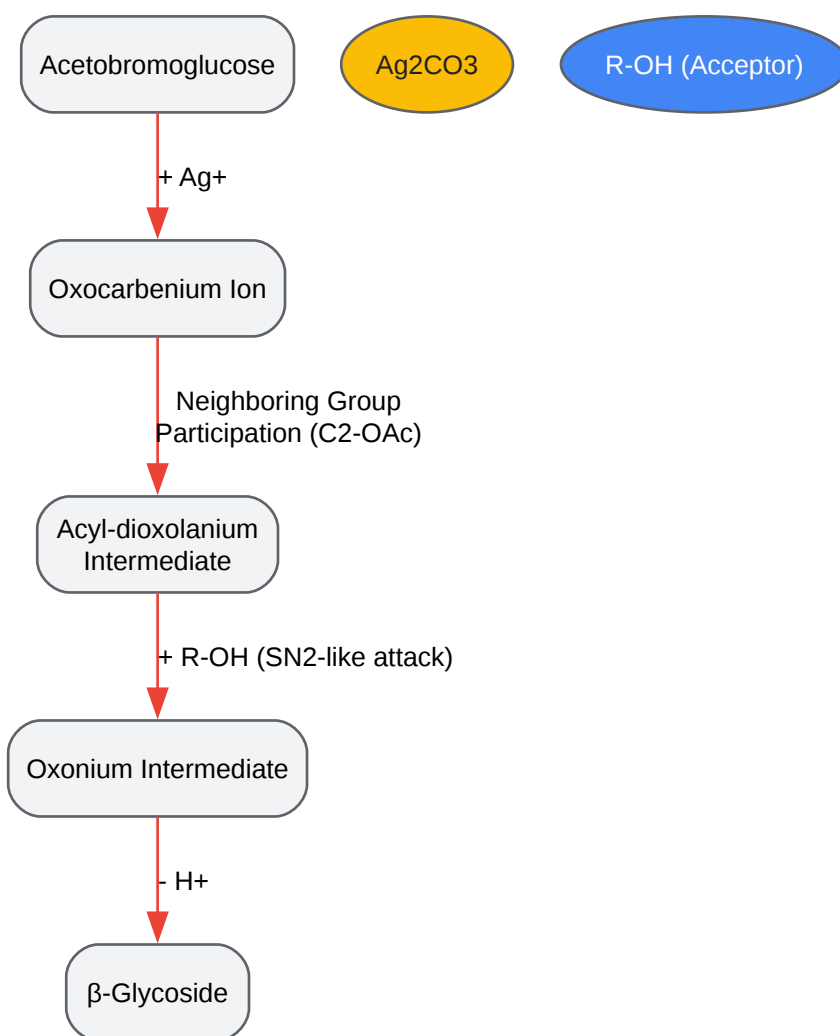 Acetobromoglucose
Ag2CO3
R-OH (Acceptor)
+ Ag+
Oxocarbenium Ion
Neighboring Group
Participation (C2-OAc)
Acyl-dioxolanium
Intermediate
+ R-OH (SN2-like attack)
Oxonium Intermediate
- H+
β-Glycoside